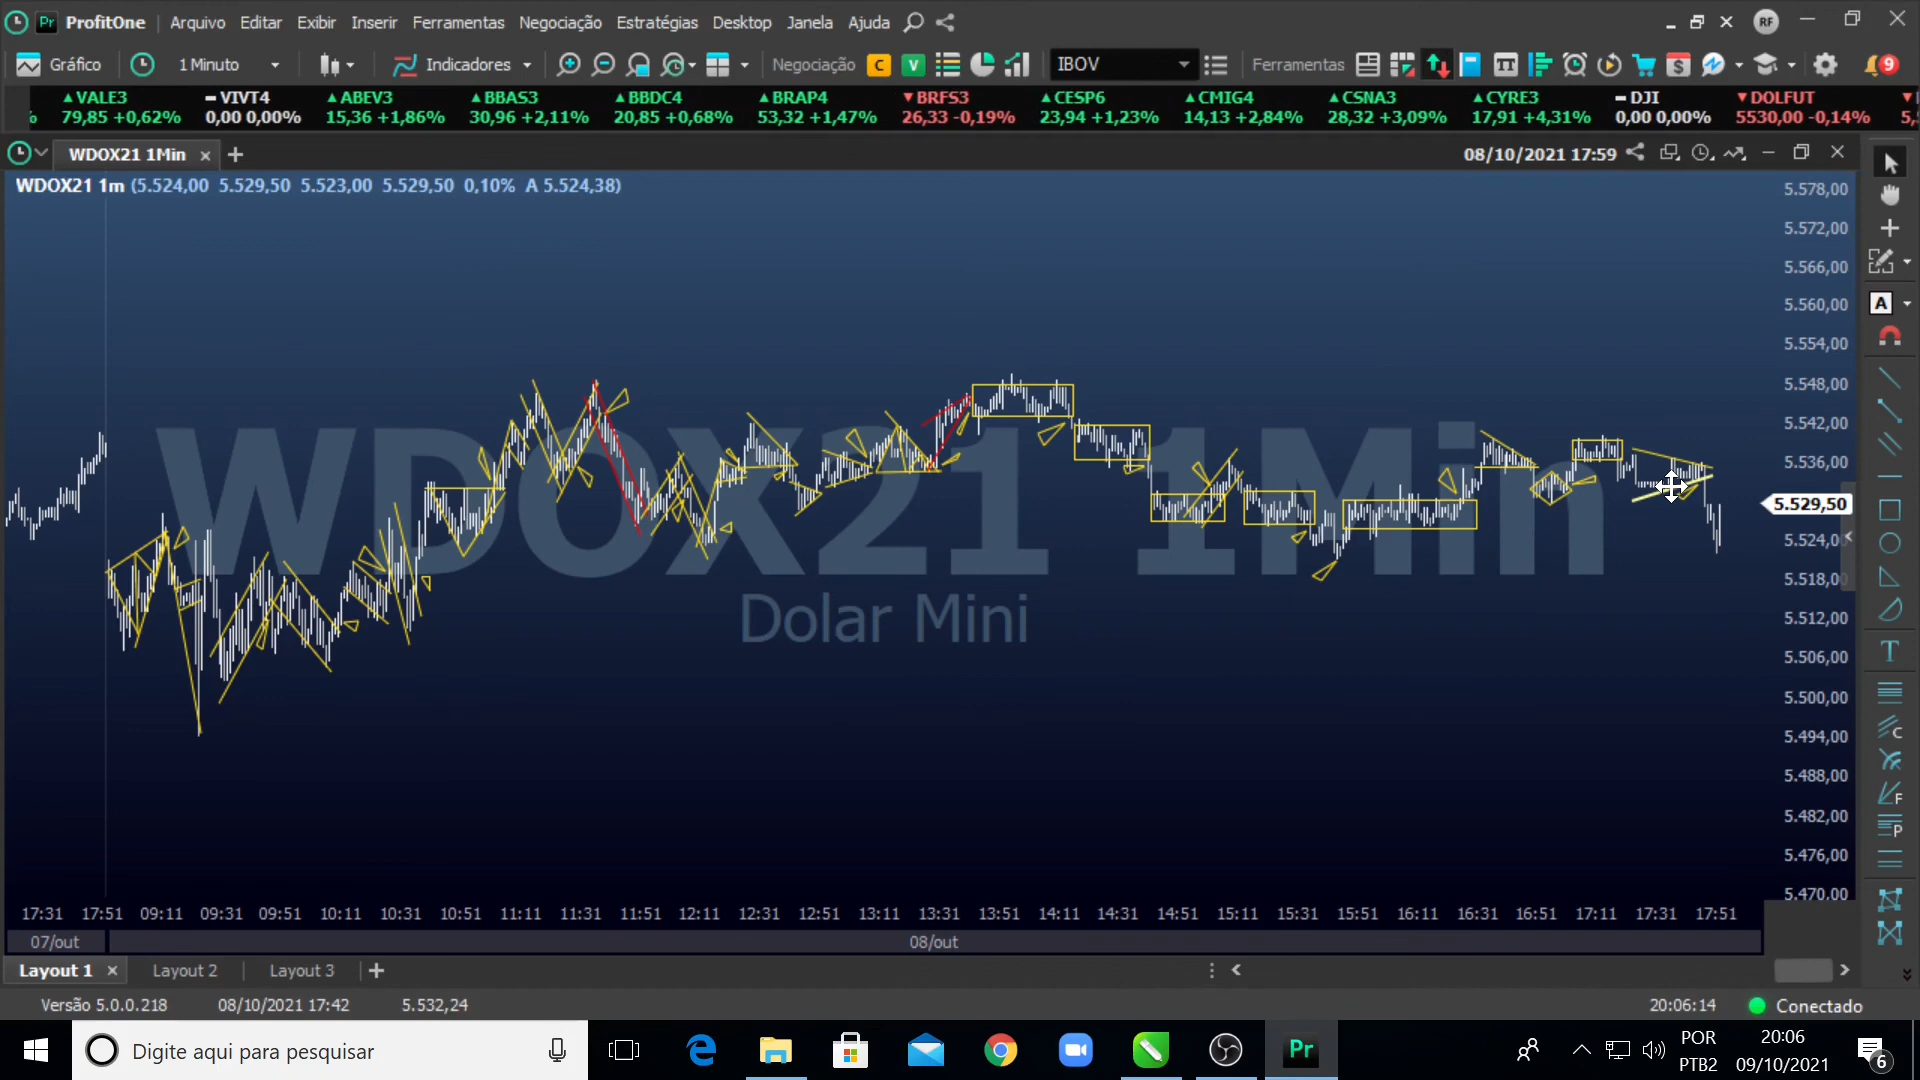 Pr ProfitOne Arquivo Editar Exibir Inserir Ferramentas Negociação Estratégias Desktop Janela Ajuda RF
Gráfico 1 Minuto Indicadores Negociação C V IBOV Ferramentas 9
VALE3 VIVT4 ABEV3 BBAS3 BBDC4 BRAP4 BRFS3 CESP6 CMIG4 CSNA3 CYRE3 DJI DOLFUT
79,85 +0,62% 0,00 0,00% 15,36 +1,86% 30,96 +2,11% 20,85 +0,68% 53,32 +1,47% 26,33 -0,19% 23,94 +1,23% 14,13 +2,84% 28,32 +3,09% 17,91 +4,31% 0,00 0,00% 5530,00 -0,14%
WDOX21 1Min 08/10/2021 17:59
WDOX21 1m (5.524,00 5.529,50 5.523,00 5.529,50 0,10% A 5.524,38)
5.578,00
5.572,00
5.566,00
5.560,00
5.554,00
5.548,00
5.542,00
5.536,00
5.529,50
5.524,00
5.518,00
5.512,00
5.506,00
5.500,00
5.494,00
5.488,00
5.482,00
5.476,00
5.470,00
WDOX21 1Min
Dolar Mini
A
T
C
F
P
17:31 17:51 09:11 09:31 09:51 10:11 10:31 10:51 11:11 11:31 11:51 12:11 12:31 12:51 13:11 13:31 13:51 14:11 14:31 14:51 15:11 15:31 15:51 16:11 16:31 16:51 17:11 17:31 17:51
07/out 08/out
Layout 1 Layout 2 Layout 3
Versão 5.0.0.218 08/10/2021 17:42 5.532,24 20:06:14 Conectado
Digite aqui para pesquisar Pr POR 20:06
PTB2 09/10/2021 6